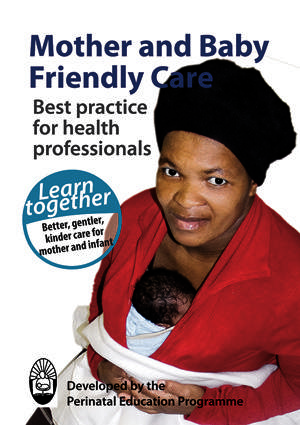 Mother and Baby
Friendly Care
Best practice
for health
professionals
Learn
together
Better, gentler,
kinder care for
mother and infant
Developed by the
Perinatal Education Programme